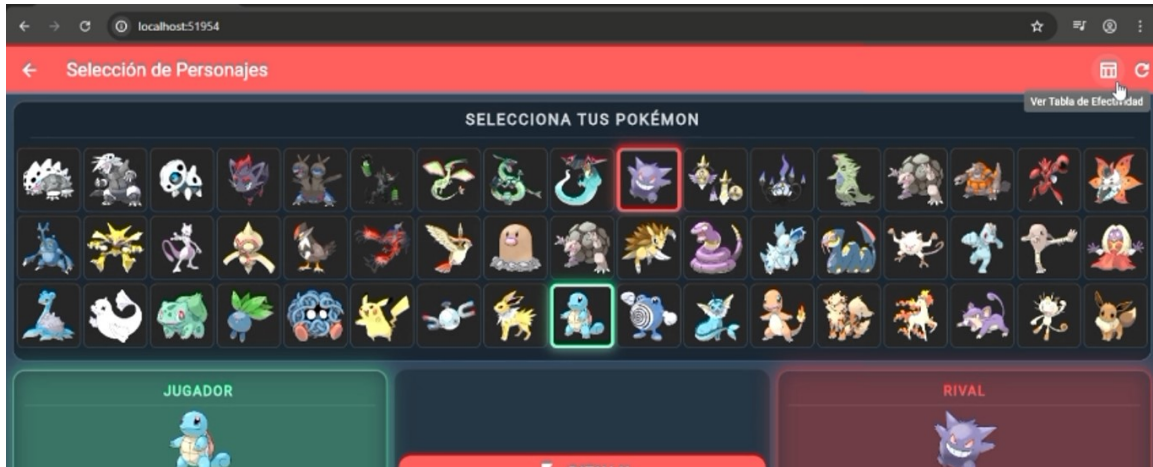 localhost:51954
Selección de Personajes
Ver Tabla de Efectividad
SELECCIONA TUS POKÉMON
JUGADOR
RIVAL